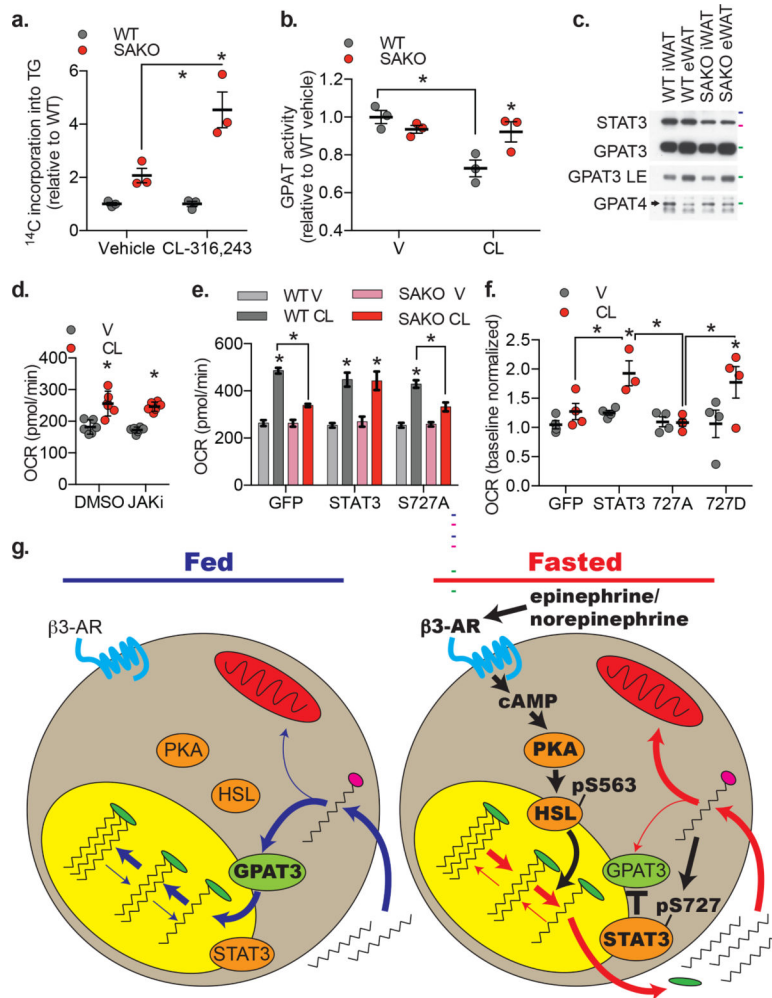 a.
WT
SAKO
*
*
14C incorporation into TG
(relative to WT)
8
6
4
2
0
Vehicle CL-316,243
b.
WT
SAKO
*
*
GPAT activity
(relative to WT vehicle)
1.2
1.0
0.8
0.6
0.4
V CL
c.
WT iWAT
WT eWAT
SAKO iWAT
SAKO eWAT
STAT3
GPAT3
GPAT3 LE
GPAT4
d.
V
CL
*
*
OCR (pmol/min)
400
300
200
100
0
DMSO JAKi
e.
WT V
WT CL
SAKO V
SAKO CL
*
*
*
*
*
*
OCR (pmol/min)
600
400
200
0
GFP STAT3 S727A
f.
V
CL
*
*
*
*
*
OCR (baseline normalized)
2.5
2.0
1.5
1.0
0.5
0.0
GFP STAT3 727A 727D
g.
Fed
β3-AR
PKA
HSL
GPAT3
STAT3
Fasted
epinephrine/
norepinephrine
β3-AR
cAMP
PKA
pS563
HSL
GPAT3
pS727
STAT3